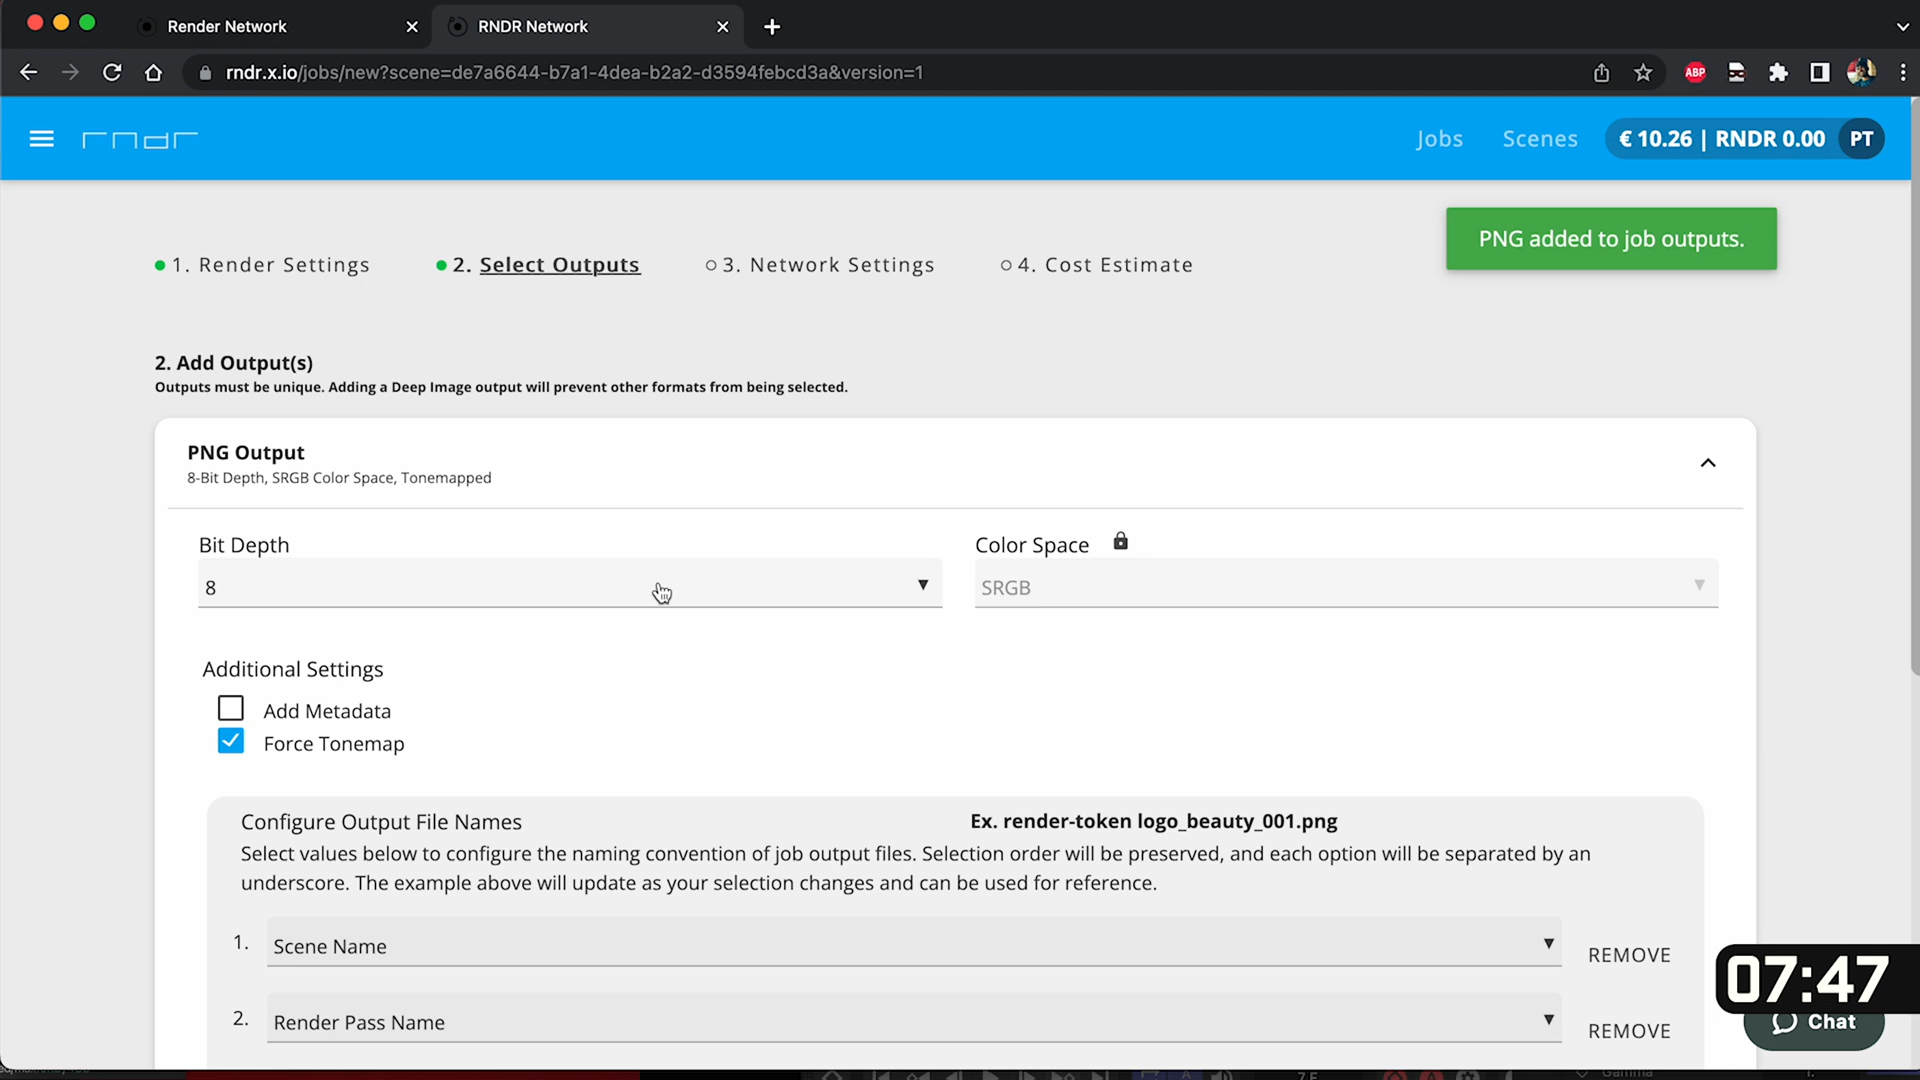 Render Network
RNDR Network
rndr.x.io/jobs/new?scene=de7a6644-b7a1-4dea-b2a2-d3594febcd3a&version=1
ABP
rndr
Jobs
Scenes
€ 10.26 | RNDR 0.00
PT
PNG added to job outputs.
1. Render Settings
2. Select Outputs
3. Network Settings
4. Cost Estimate
2. Add Output(s)
Outputs must be unique. Adding a Deep Image output will prevent other formats from being selected.
PNG Output
8-Bit Depth, SRGB Color Space, Tonemapped
Bit Depth
Color Space
8
SRGB
Additional Settings
Add Metadata
Force Tonemap
Configure Output File Names
Ex. render-token logo_beauty_001.png
Select values below to configure the naming convention of job output files. Selection order will be preserved, and each option will be separated by an
underscore. The example above will update as your selection changes and can be used for reference.
1. Scene Name
REMOVE
2. Render Pass Name
REMOVE
07:47
Chat